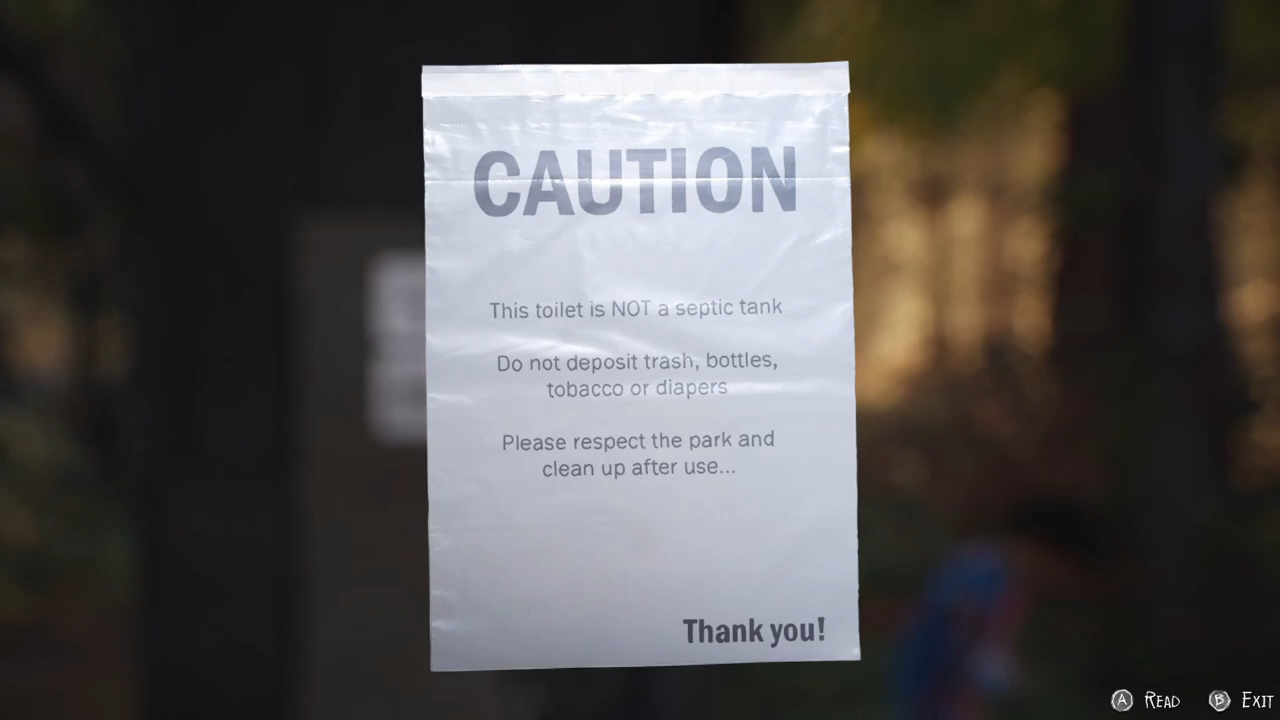 CAUTION
This toilet is NOT a septic tank
Do not deposit trash, bottles,
tobacco or diapers
Please respect the park and
clean up after use...
Thank you!
A READ B EXIT